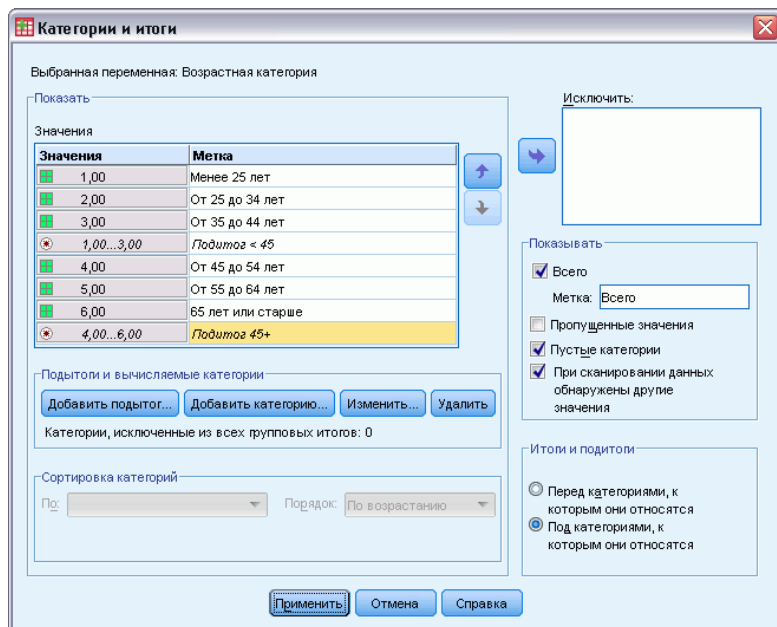 Категории и итоги
Выбранная переменная: Возрастная категория
Показать
Значения
Значения Метка
1,00 Менее 25 лет
2,00 От 25 до 34 лет
3,00 От 35 до 44 лет
1,00...3,00 Подитог < 45
4,00 От 45 до 54 лет
5,00 От 55 до 64 лет
6,00 65 лет или старше
4,00...6,00 Подитог 45+
Подытоги и вычисляемые категории
Добавить подытог... Добавить категорию... Изменить... Удалить
Категории, исключенные из всех групповых итогов: 0
Сортировка категорий
По: Порядок: По возрастанию
Исключить:
Показывать
Всего
Метка: Всего
Пропущенные значения
Пустые категории
При сканировании данных
обнаружены другие
значения
Итоги и подитоги
Перед категориями, к
которым они относятся
Под категориями, к
которым они относятся
Применить Отмена Справка